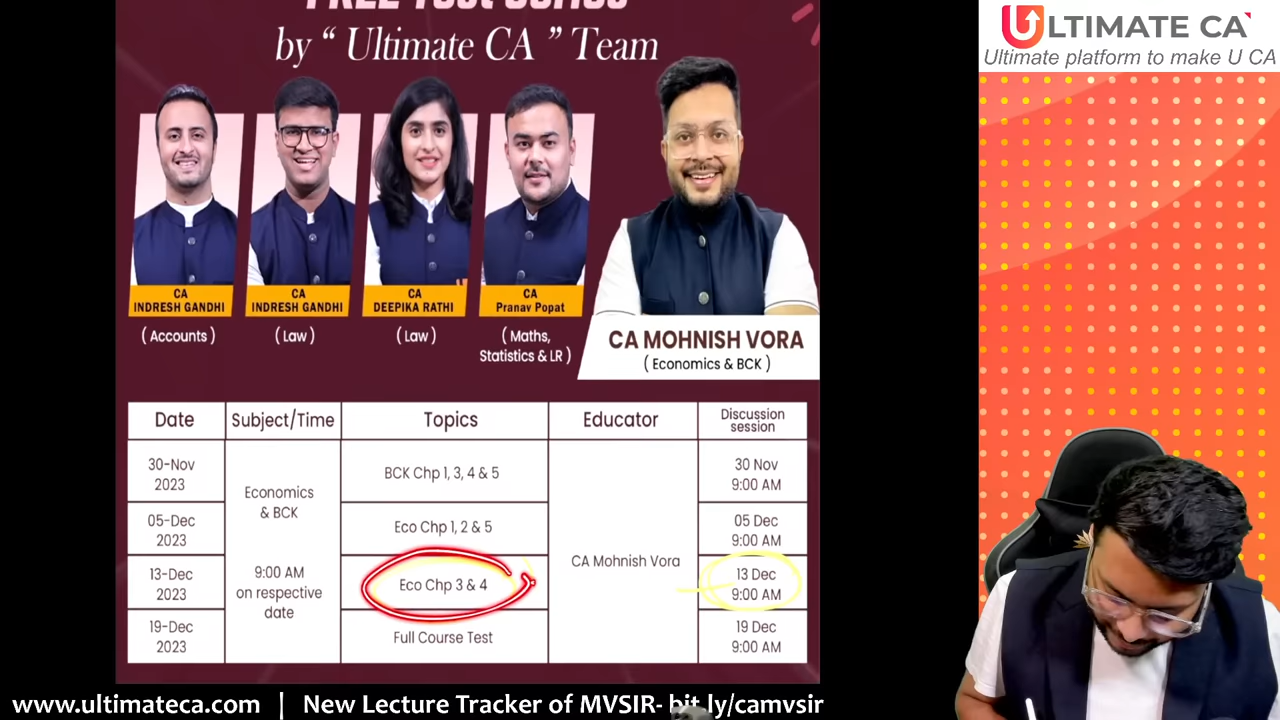 FREE Test Series
by “ Ultimate CA ” Team
ULTIMATE CA
Ultimate platform to make U CA
CA
INDRESH GANDHI
( Accounts )
CA
INDRESH GANDHI
( Law )
CA
DEEPIKA RATHI
( Law )
CA
Pranav Popat
( Maths,
Statistics & LR )
CA MOHNISH VORA
( Economics & BCK )
Date Subject/Time Topics Educator Discussion
session
30-Nov
2023
Economics
& BCK
9:00 AM
on respective
date
BCK Chp 1, 3, 4 & 5
CA Mohnish Vora
30 Nov
9:00 AM
05-Dec
2023
Eco Chp 1, 2 & 5
05 Dec
9:00 AM
13-Dec
2023
Eco Chp 3 & 4
13 Dec
9:00 AM
19-Dec
2023
Full Course Test
19 Dec
9:00 AM
www.ultimateca.com | New Lecture Tracker of MVSIR- bit.ly/camvsir